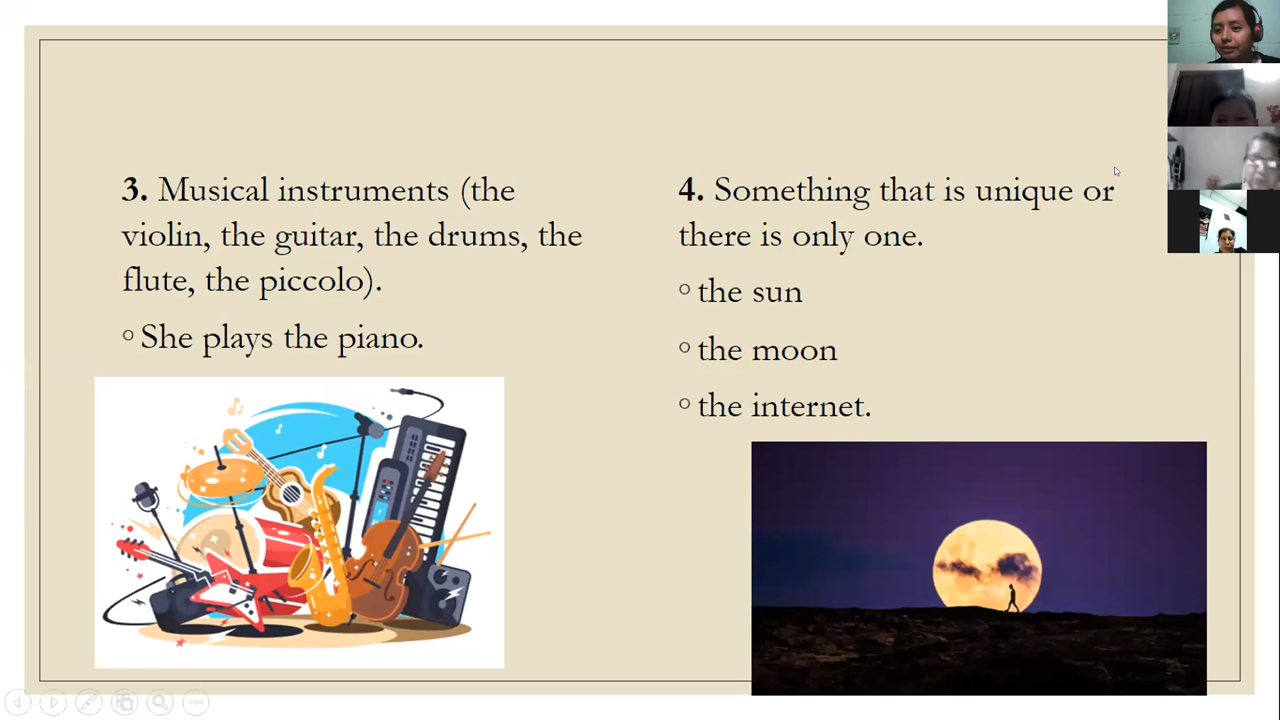 3. Musical instruments (the
violin, the guitar, the drums, the
flute, the piccolo).
She plays the piano.
4. Something that is unique or
there is only one.
the sun
the moon
the internet.